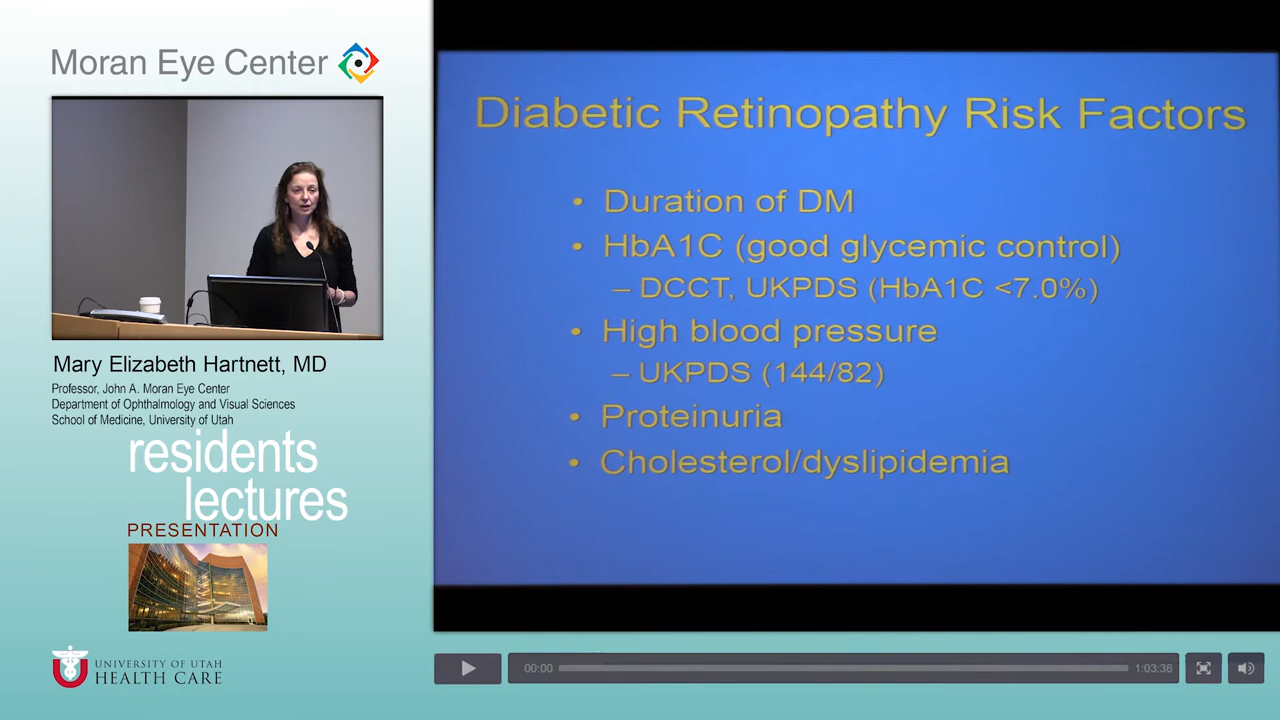 Moran Eye Center
Mary Elizabeth Hartnett, MD
Professor, John A. Moran Eye Center
Department of Ophthalmology and Visual Sciences
School of Medicine, University of Utah
residents
lectures
PRESENTATION
UNIVERSITY OF UTAH
HEALTH CARE
Diabetic Retinopathy Risk Factors
• Duration of DM
• HbA1C (good glycemic control)
– DCCT, UKPDS (HbA1C <7.0%)
• High blood pressure
– UKPDS (144/82)
• Proteinuria
• Cholesterol/dyslipidemia
00:00
1:03:36